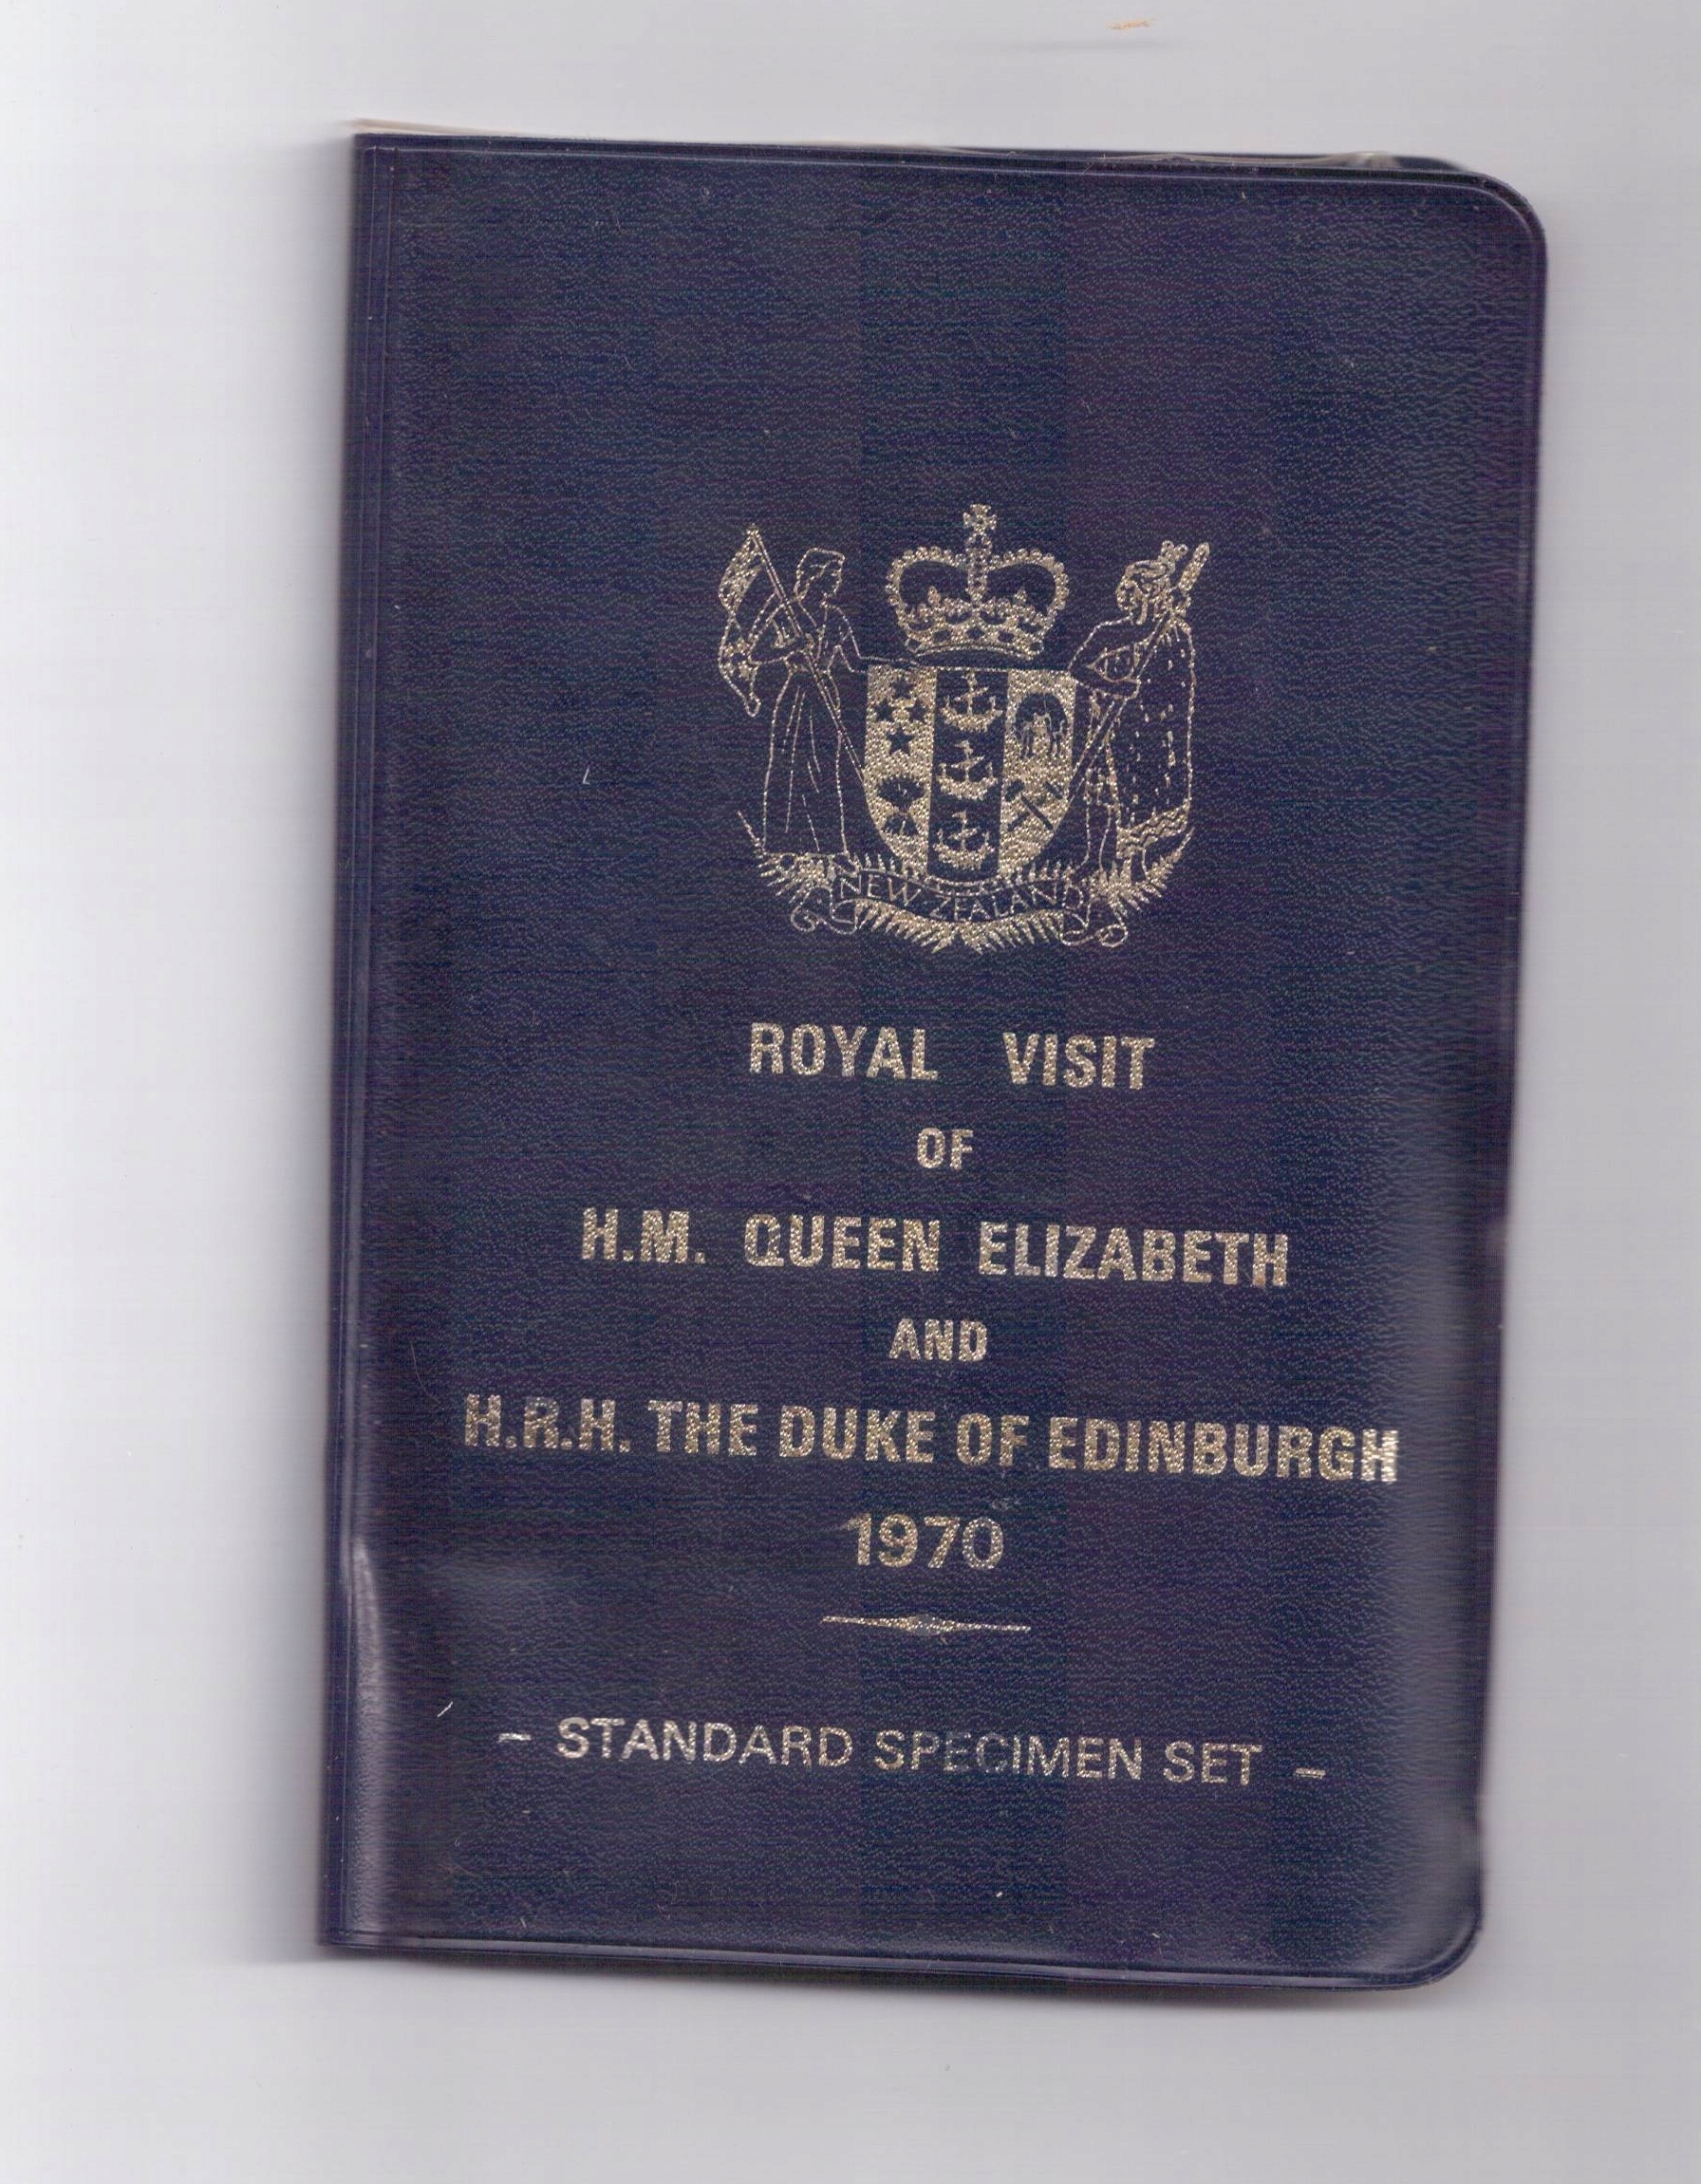 NEW ZEALAND
ROYAL VISIT
OF
H.M. QUEEN ELIZABETH
AND
H.R.H. THE DUKE OF EDINBURGH
1970
- STANDARD SPECIMEN SET -